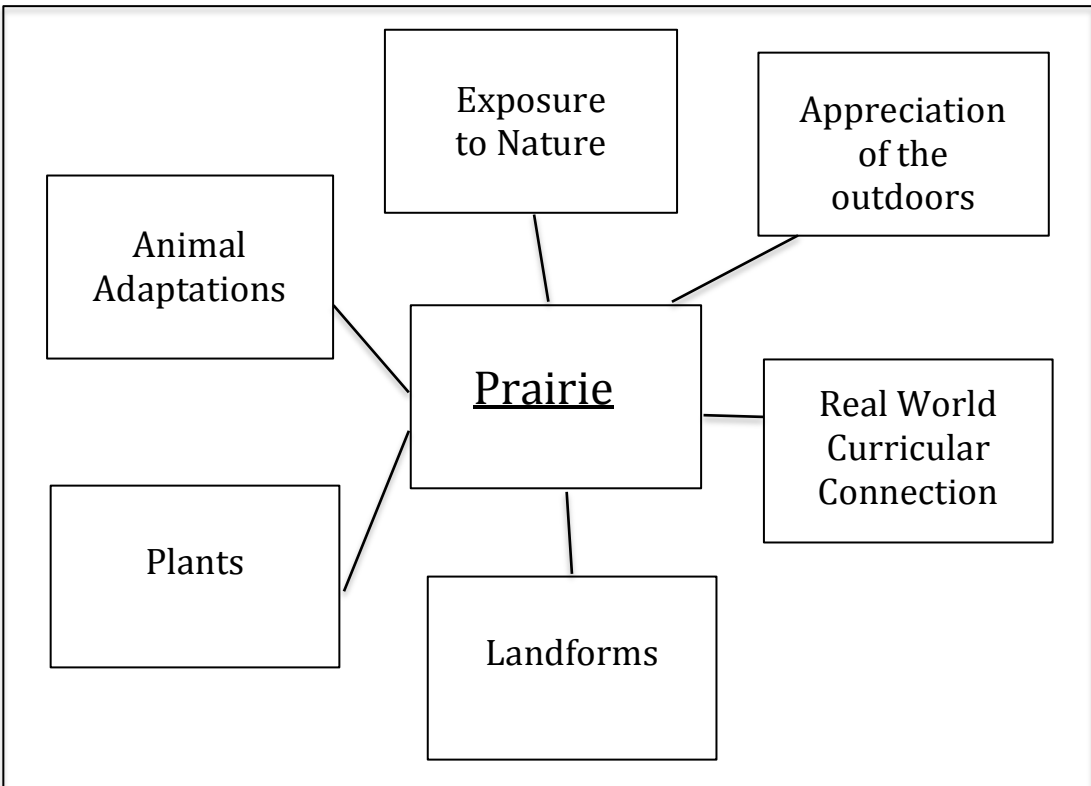 Exposure
to Nature
Appreciation
of the
outdoors
Animal
Adaptations
Prairie
Real World
Curricular
Connection
Plants
Landforms